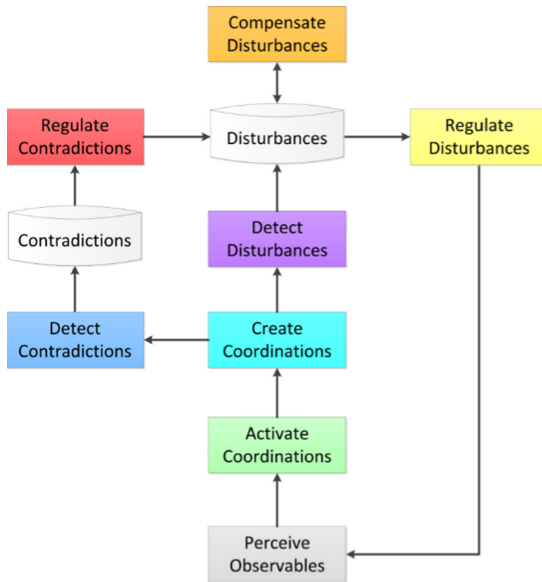 Compensate
Disturbances
Regulate
Contradictions
Disturbances
Regulate
Disturbances
Contradictions
Detect
Disturbances
Detect
Contradictions
Create
Coordinations
Activate
Coordinations
Perceive
Observables